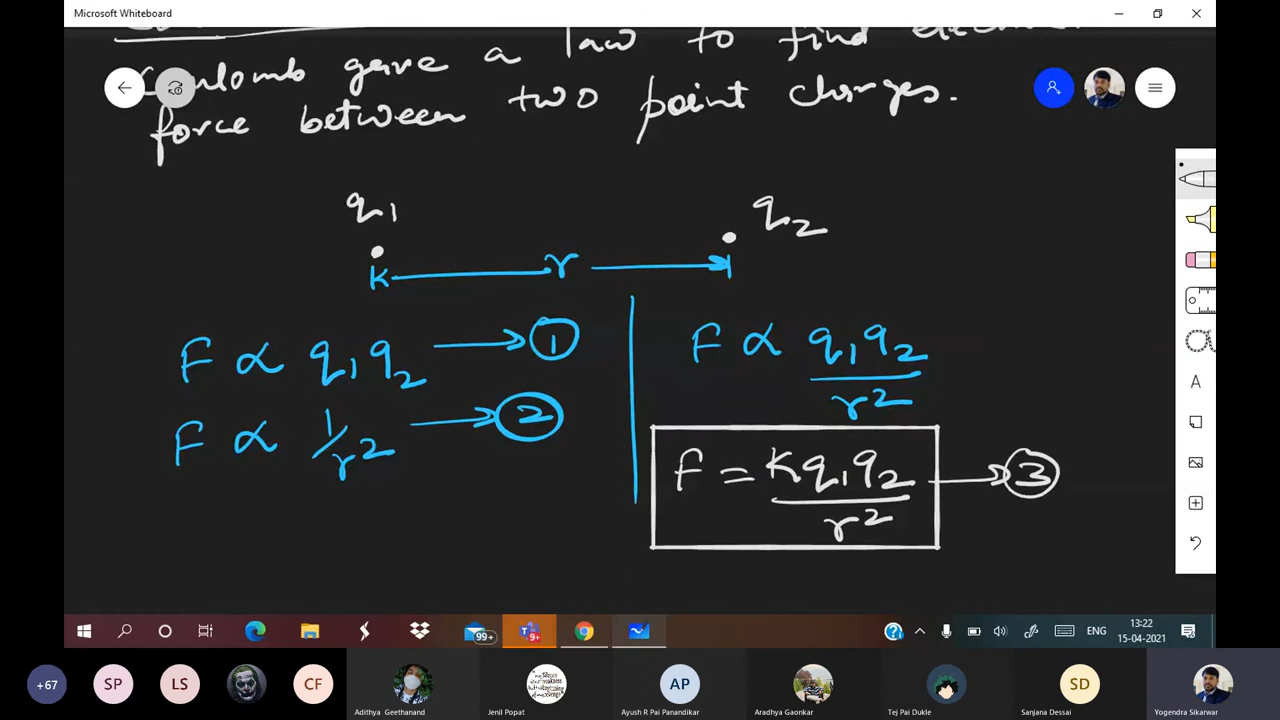 Microsoft Whiteboard
Coulomb gave a law to find
force between two point charges.
q1
q2
r
F ∝ q1q2 → ①
F ∝ 1/r2 → ②
F ∝ q1q2
r2
F = Kq1q2
r2
→ ③
A
99+
9+
ENG
13:22
15-04-2021
+67
SP
LS
CF
Adithya Geethanand
Jenil Popat
AP
Ayush R Pai Panandikar
Aradhya Gaonkar
Tej Pai Dukle
SD
Sanjana Dessai
Yogendra Sikarwar